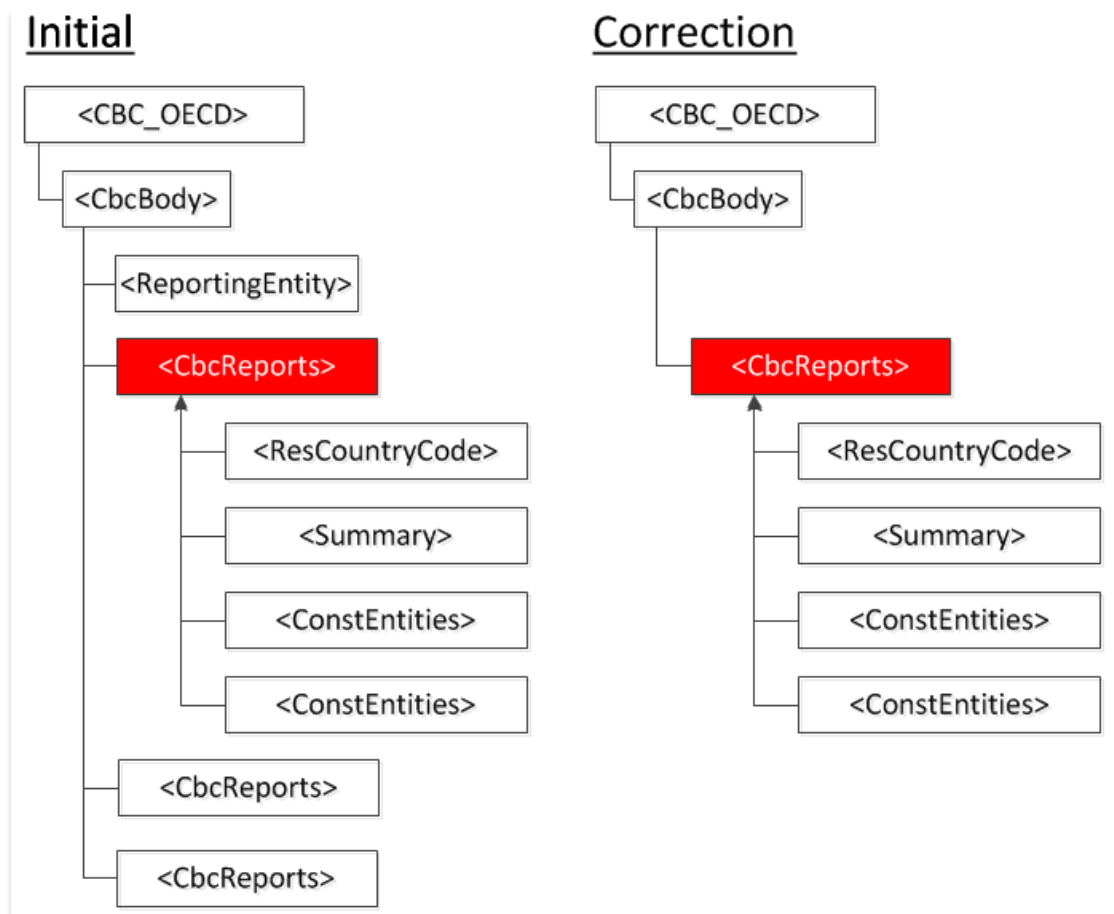 Initial
<CBC_OECD>
<CbcBody>
<ReportingEntity>
<CbcReports>
<ResCountryCode>
<Summary>
<ConstEntities>
<ConstEntities>
<CbcReports>
<CbcReports>
Correction
<CBC_OECD>
<CbcBody>
<CbcReports>
<ResCountryCode>
<Summary>
<ConstEntities>
<ConstEntities>